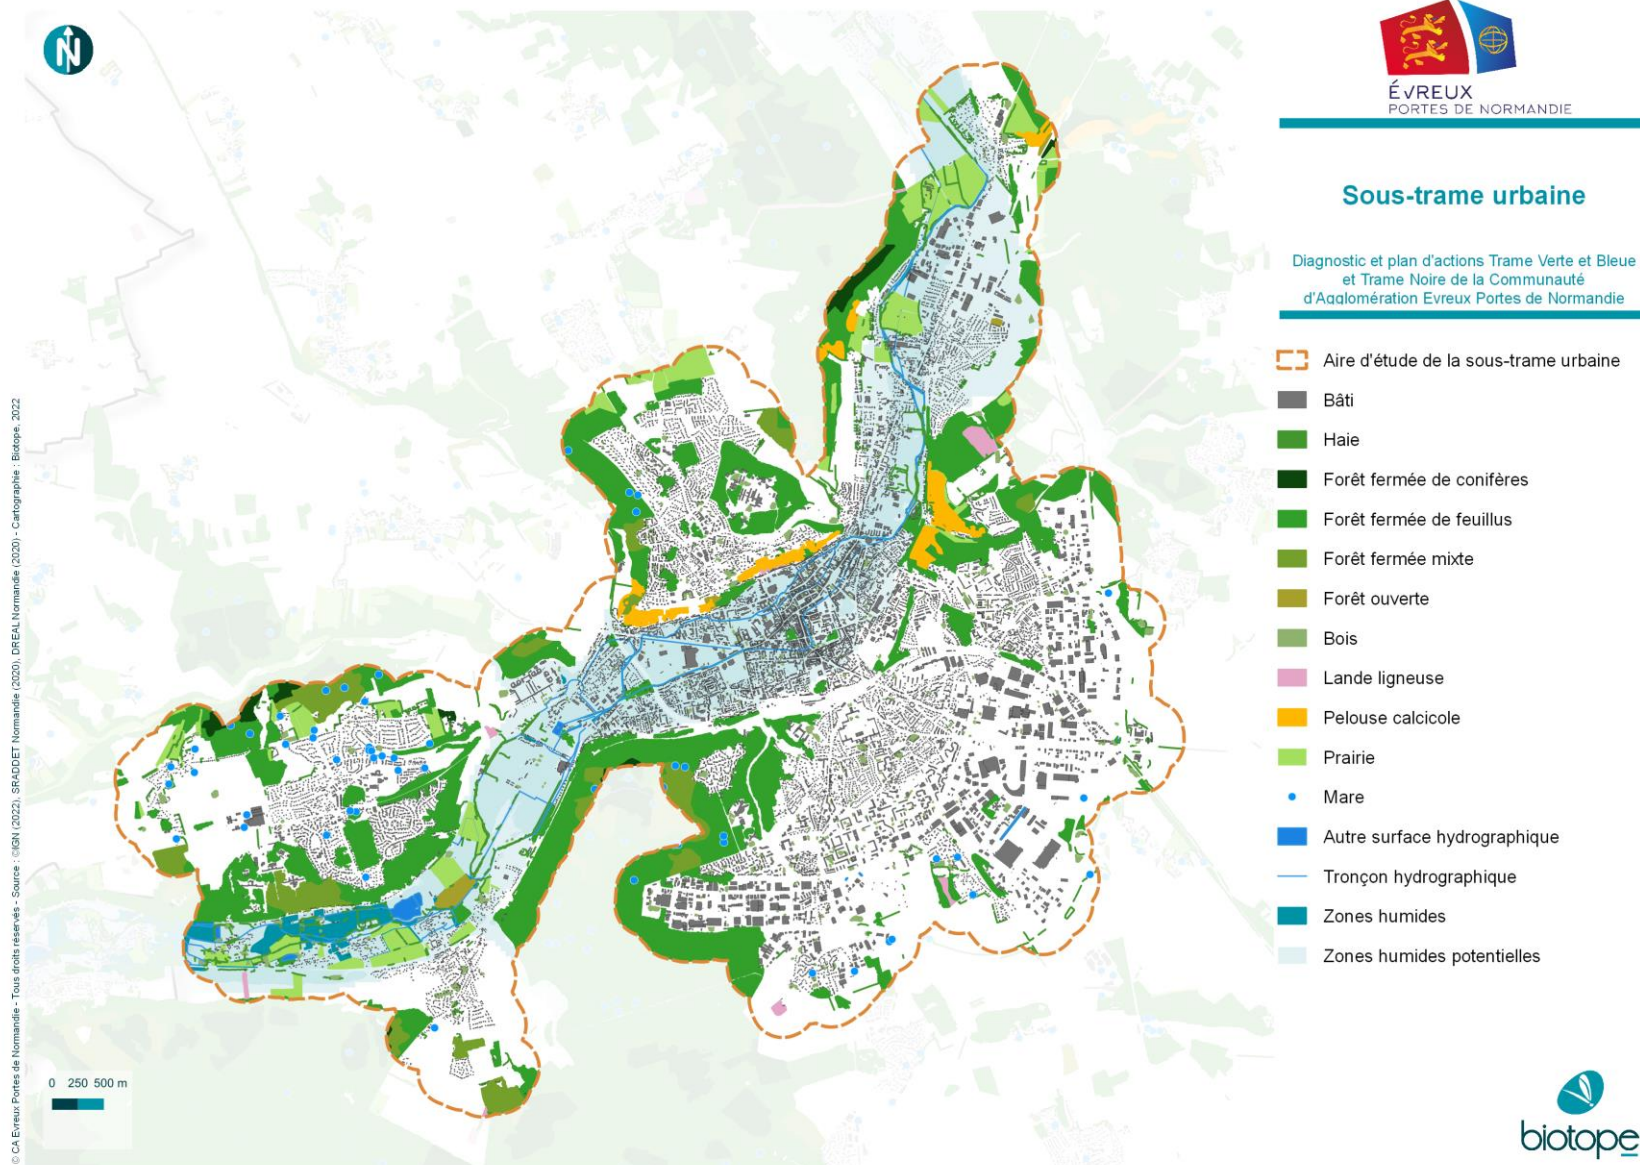 N
ÉVREUX
PORTES DE NORMANDIE
Sous-trame urbaine
Diagnostic et plan d'actions Trame Verte et Bleue
et Trame Noire de la Communauté
d'Agglomération Evreux Portes de Normandie
Aire d'étude de la sous-trame urbaine
Bâti
Haie
Forêt fermée de conifères
Forêt fermée de feuillus
Forêt fermée mixte
Forêt ouverte
Bois
Lande ligneuse
Pelouse calcicole
Prairie
Mare
Autre surface hydrographique
Tronçon hydrographique
Zones humides
Zones humides potentielles
© CA Evreux Portes de Normandie - Tous droits réservés - Source : ©IGN (2022), SRADDET Normandie (2020), DREAL Normandie (2020) - Cartographie : Biotope, 2022
0 250 500 m
biotope